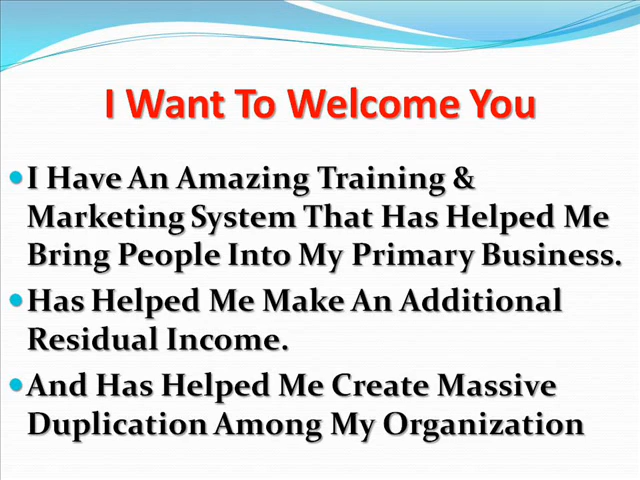 I Want To Welcome You
I Have An Amazing Training &
Marketing System That Has Helped Me
Bring People Into My Primary Business.
Has Helped Me Make An Additional
Residual Income.
And Has Helped Me Create Massive
Duplication Among My Organization